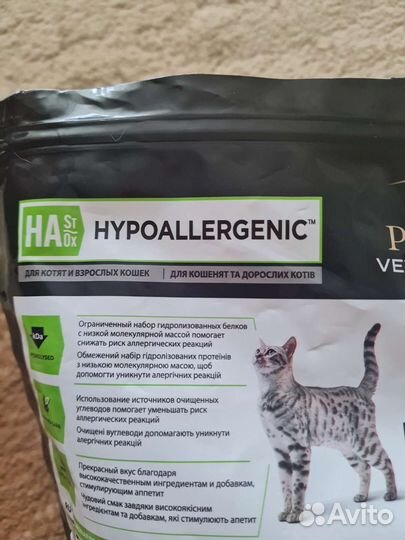 HA St Ox HYPOALLERGENIC™
ДЛЯ КОТЯТ И ВЗРОСЛЫХ КОШЕК | ДЛЯ КОШЕНЯТ ТА ДОРОСЛИХ КОТІВ
kDa
Ограниченный набор гидролизованных белков
с низкой молекулярной массой помогает
снижать риск аллергических реакций
Обмежений набір гідролізованих протеїнів
з низькою молекулярною масою, щоб
допомогти уникнути алергічних реакцій
Использование источников очищенных
углеводов помогает уменьшать риск
аллергических реакций
Очищені вуглеводи допомагають уникнути
алергічних реакцій
Прекрасный вкус благодаря
высококачественным ингредиентам и добавкам,
стимулирующим аппетит
Чудовий смак завдяки високоякісним
інгредієнтам та добавкам, які стимулюють апетит
Avito